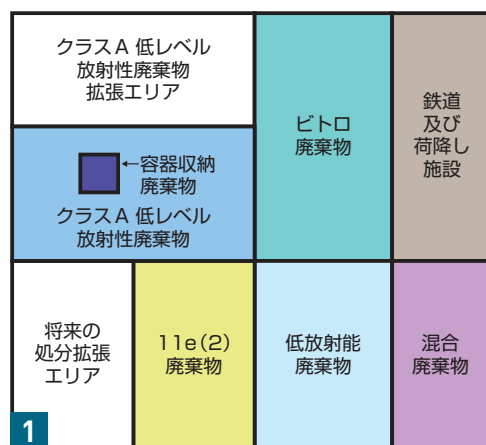 クラスA 低レベル
放射性廃棄物
拡張エリア
←容器収納
廃棄物
クラスA 低レベル
放射性廃棄物
ビトロ
廃棄物
鉄道
及び
荷降し
施設
将来の
処分拡張
エリア
11e(2)
廃棄物
低放射能
廃棄物
混合
廃棄物
1